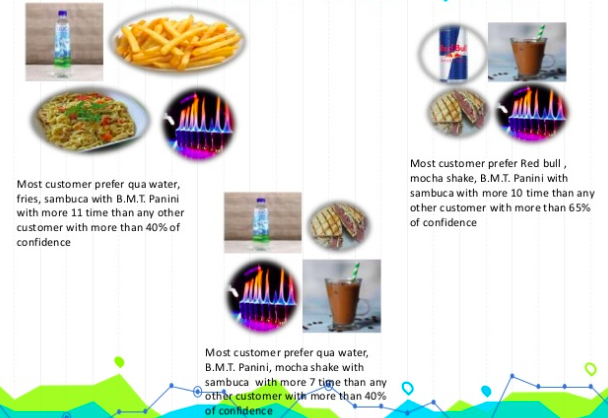 Most customer prefer qua water,
fries, sambuca with B.M.T. Panini
with more 11 time than any other
customer with more than 40% of
confidence
Most customer prefer Red bull ,
mocha shake, B.M.T. Panini with
sambuca with more 10 time than any
other customer with more than 65%
of confidence
Most customer prefer qua water,
B.M.T. Panini, mocha shake with
sambuca with more 7 time than any
other customer with more than 40%
of confidence